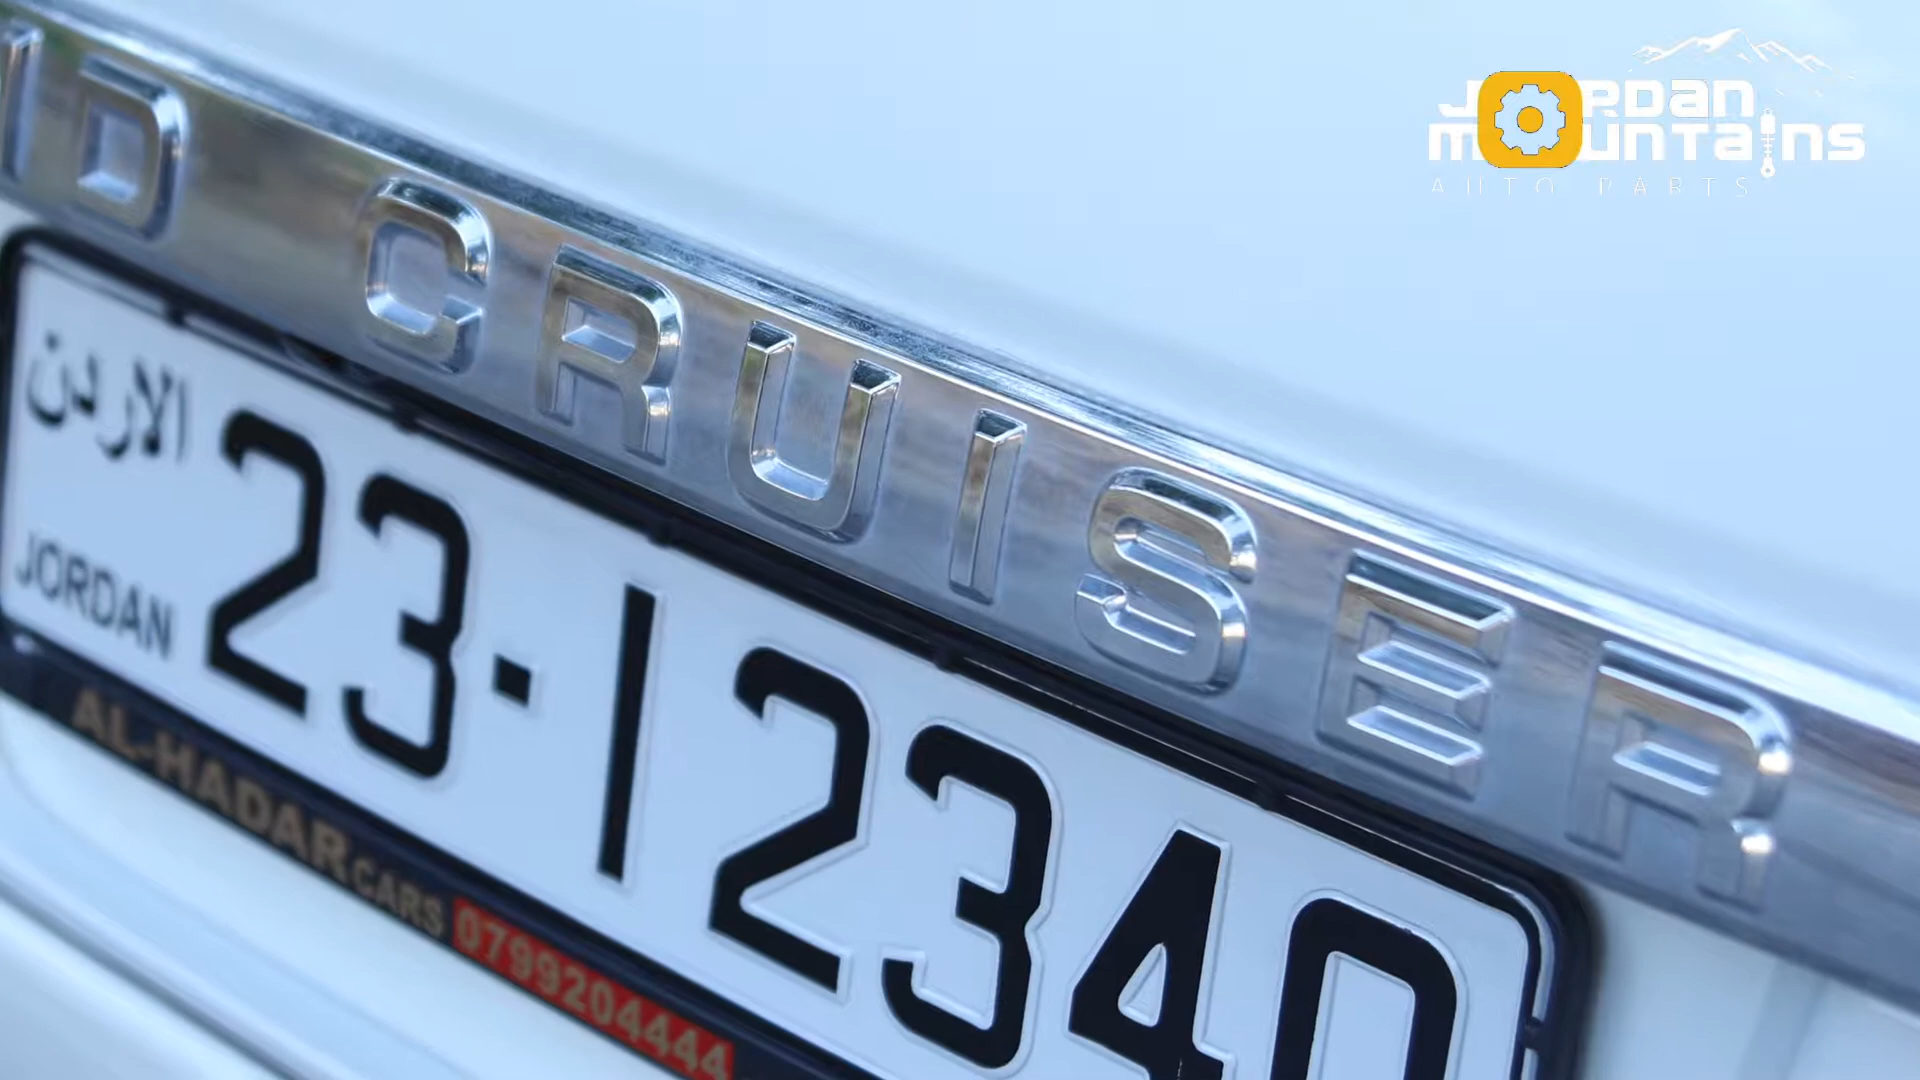 JORDAN
MOUNTAINS
AUTO PARTS
D CRUISER
الاردن
JORDAN
23-12340
AL-HADAR CARS 0799204444